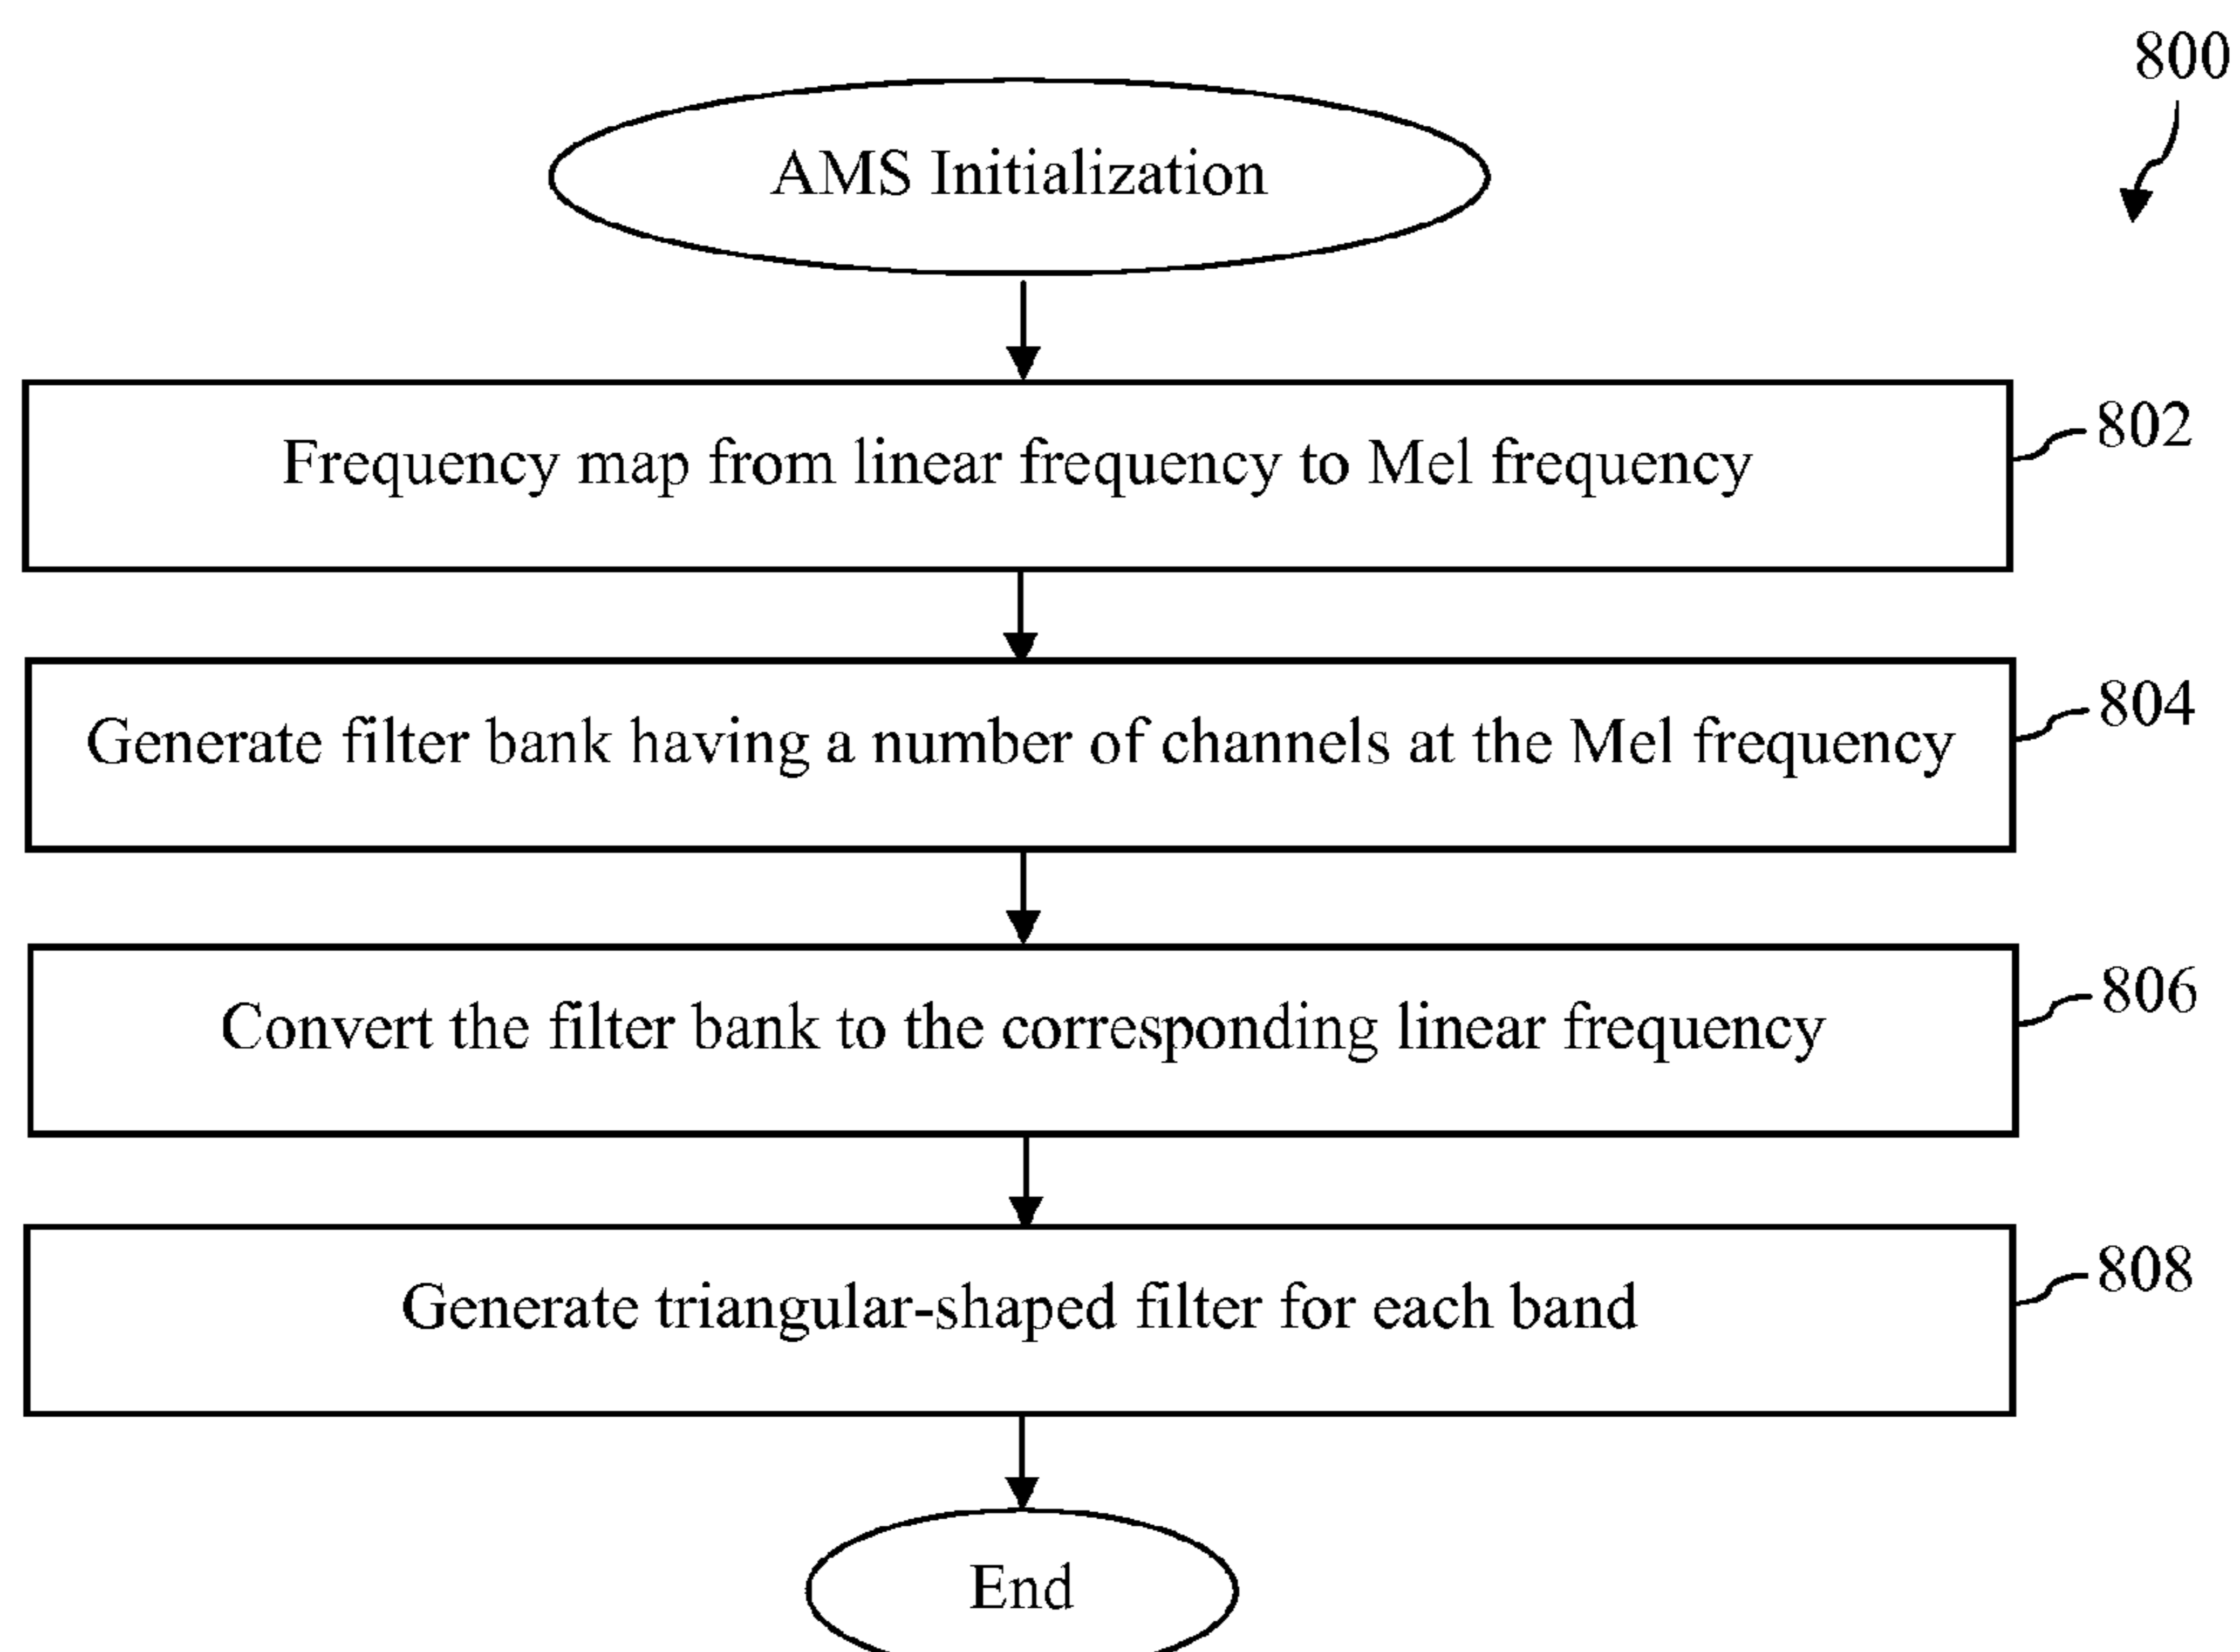 800
AMS Initialization
Frequency map from linear frequency to Mel frequency
802
Generate filter bank having a number of channels at the Mel frequency
804
Convert the filter bank to the corresponding linear frequency
806
Generate triangular-shaped filter for each band
808
End